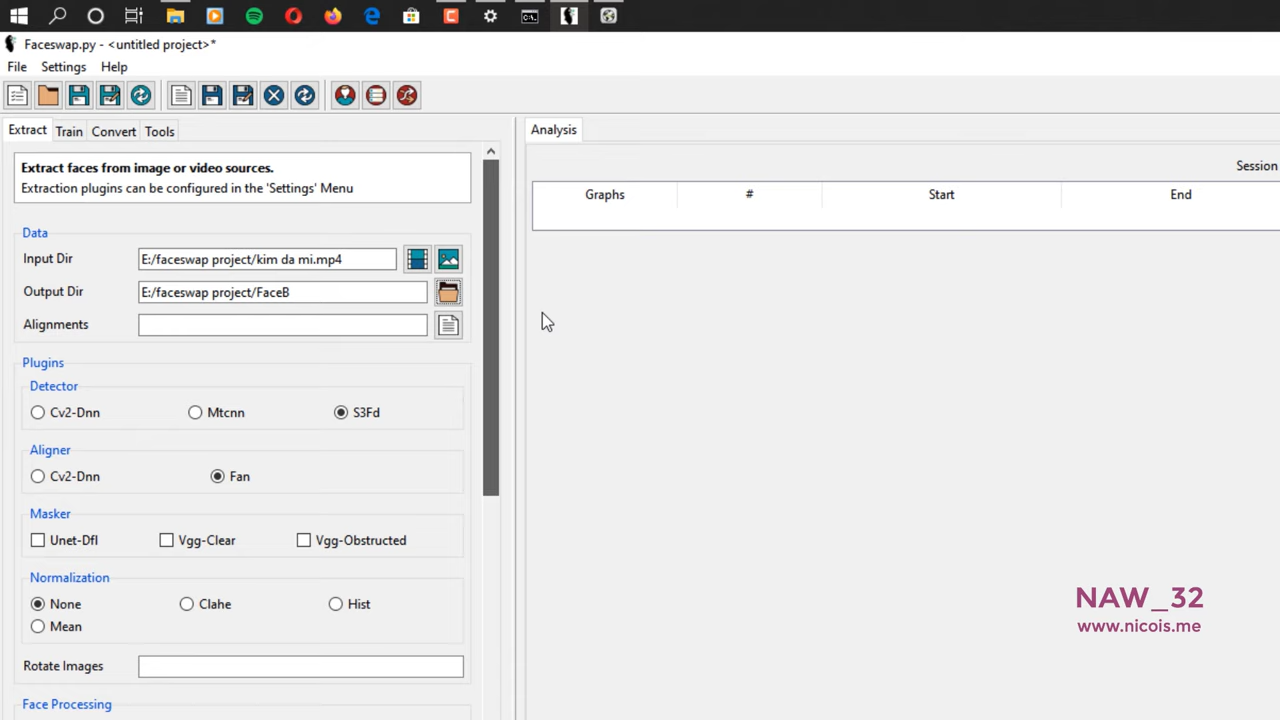 Faceswap.py - <untitled project>*
File Settings Help
Extract Train Convert Tools
Extract faces from image or video sources.
Extraction plugins can be configured in the 'Settings' Menu
Data
Input Dir E:/faceswap project/kim da mi.mp4
Output Dir E:/faceswap project/FaceB
Alignments
Plugins
Detector
Cv2-Dnn Mtcnn S3Fd
Aligner
Cv2-Dnn Fan
Masker
Unet-Dfl Vgg-Clear Vgg-Obstructed
Normalization
None Clahe Hist
Mean
Rotate Images
Face Processing
Analysis
Session
Graphs # Start End
NAW_32
www.nicois.me